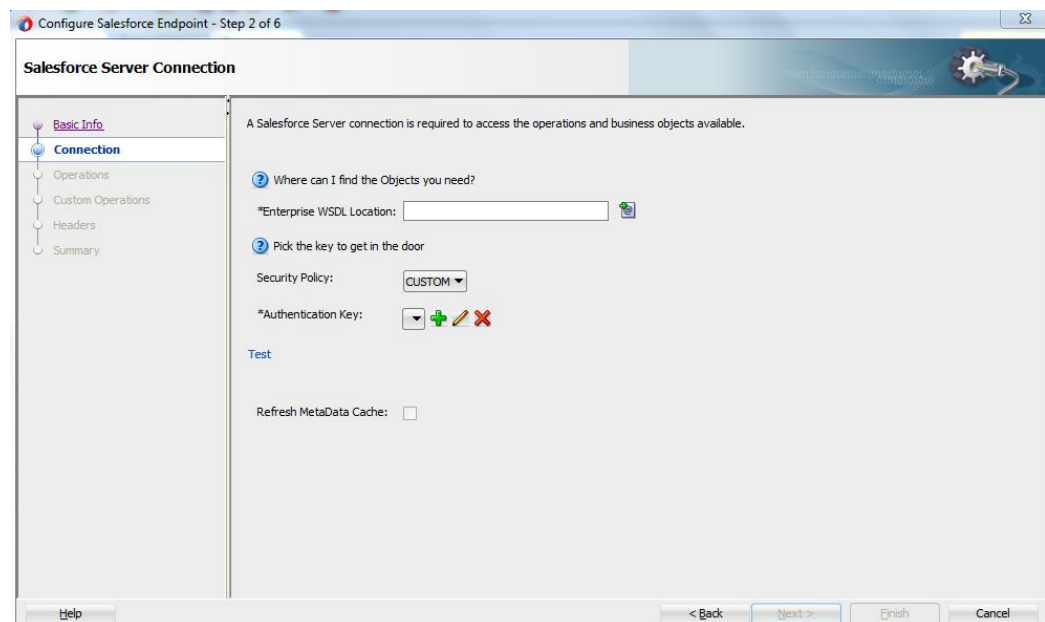 Configure Salesforce Endpoint - Step 2 of 6
Salesforce Server Connection
Basic Info
Connection
Operations
Custom Operations
Headers
Summary
A Salesforce Server connection is required to access the operations and business objects available.
Where can I find the Objects you need?
*Enterprise WSDL Location:
Pick the key to get in the door
Security Policy:
CUSTOM
*Authentication Key:
Test
Refresh MetaData Cache:
Help
< Back
Next >
Finish
Cancel